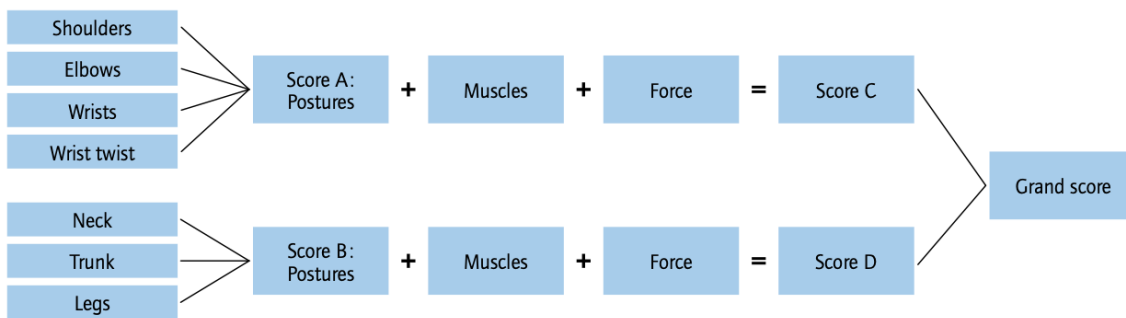 Shoulders
Elbows
Wrists
Wrist twist
Score A:
Postures
+
Muscles
+
Force
=
Score C
Neck
Trunk
Legs
Score B:
Postures
+
Muscles
+
Force
=
Score D
Grand score